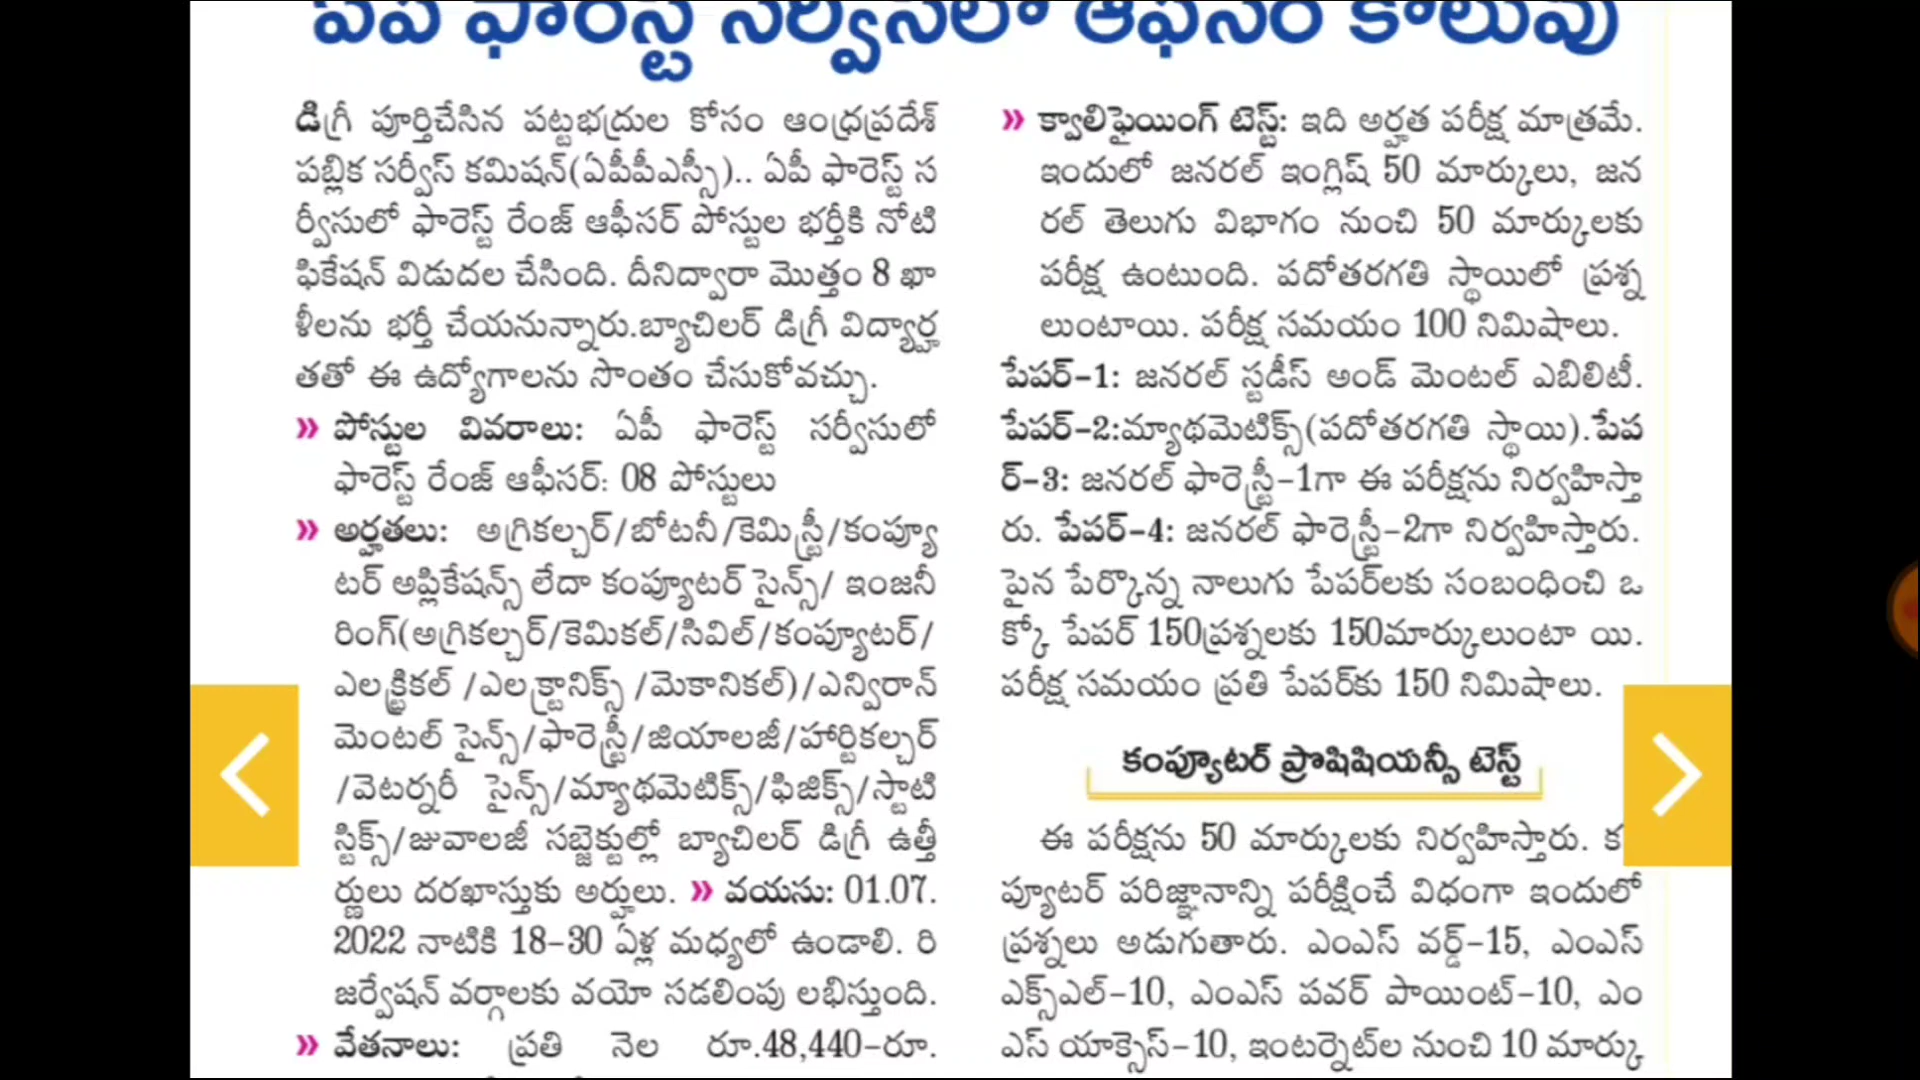 ఏపీ ఫారెస్ట్ సర్వీసులో ఆఫీసర్ కొలువు
డిగ్రీ పూర్తిచేసిన పట్టభద్రుల కోసం ఆంధ్రప్రదేశ్
పబ్లిక సర్వీస్ కమిషన్(ఏపీపీఎస్సీ).. ఏపీ ఫారెస్ట్ స
ర్వీసులో ఫారెస్ట్ రేంజ్ ఆఫీసర్ పోస్టుల భర్తీకి నోటి
ఫికేషన్ విడుదల చేసింది. దీనిద్వారా మొత్తం 8 ఖా
ళీలను భర్తీ చేయనున్నారు.బ్యాచిలర్ డిగ్రీ విద్యార్హ
తతో ఈ ఉద్యోగాలను సొంతం చేసుకోవచ్చు.
» పోస్టుల వివరాలు: ఏపీ ఫారెస్ట్ సర్వీసులో
ఫారెస్ట్ రేంజ్ ఆఫీసర్: 08 పోస్టులు
» అర్హతలు: అగ్రికల్చర్/బోటనీ/కెమిస్ట్రీ/కంప్యూ
టర్ అప్లికేషన్స్ లేదా కంప్యూటర్ సైన్స్/ ఇంజనీ
రింగ్(అగ్రికల్చర్/కెమికల్/సివిల్/కంప్యూటర్/
ఎలక్ట్రికల్ /ఎలక్ట్రానిక్స్ /మెకానికల్)/ఎన్విరాన్
మెంటల్ సైన్స్/ఫారెస్ట్రీ/జియాలజీ/హార్టికల్చర్
/వెటర్నరీ సైన్స్/మ్యాథమెటిక్స్/ఫిజిక్స్/స్టాటి
స్టిక్స్/జువాలజీ సబ్జెక్టుల్లో బ్యాచిలర్ డిగ్రీ ఉత్తీ
ర్ణులు దరఖాస్తుకు అర్హులు. » వయసు: 01.07.
2022 నాటికి 18-30 ఏళ్ల మధ్యలో ఉండాలి. రి
జర్వేషన్ వర్గాలకు వయో సడలింపు లభిస్తుంది.
» వేతనాలు: ప్రతి నెల రూ.48,440-రూ.
» క్వాలిఫైయింగ్ టెస్ట్: ఇది అర్హత పరీక్ష మాత్రమే.
ఇందులో జనరల్ ఇంగ్లిష్ 50 మార్కులు, జన
రల్ తెలుగు విభాగం నుంచి 50 మార్కులకు
పరీక్ష ఉంటుంది. పదోతరగతి స్థాయిలో ప్రశ్న
లుంటాయి. పరీక్ష సమయం 100 నిమిషాలు.
పేపర్-1: జనరల్ స్టడీస్ అండ్ మెంటల్ ఎబిలిటీ.
పేపర్-2:మ్యాథమెటిక్స్(పదోతరగతి స్థాయి).పేప
ర్-3: జనరల్ ఫారెస్ట్రీ-1గా ఈ పరీక్షను నిర్వహిస్తా
రు. పేపర్-4: జనరల్ ఫారెస్ట్రీ-2గా నిర్వహిస్తారు.
పైన పేర్కొన్న నాలుగు పేపర్‌లకు సంబంధించి ఒ
క్కో పేపర్ 150ప్రశ్నలకు 150మార్కులుంటా యి.
పరీక్ష సమయం ప్రతి పేపర్‌కు 150 నిమిషాలు.
కంప్యూటర్ ప్రొషిషియన్సీ టెస్ట్
ఈ పరీక్షను 50 మార్కులకు నిర్వహిస్తారు. క
ప్యూటర్ పరిజ్ఞానాన్ని పరీక్షించే విధంగా ఇందులో
ప్రశ్నలు అడుగుతారు. ఎంఎస్ వర్డ్-15, ఎంఎస్
ఎక్స్ఎల్-10, ఎంఎస్ పవర్ పాయింట్-10, ఎం
ఎస్ యాక్సెస్-10, ఇంటర్నెట్‌ల నుంచి 10 మార్కు